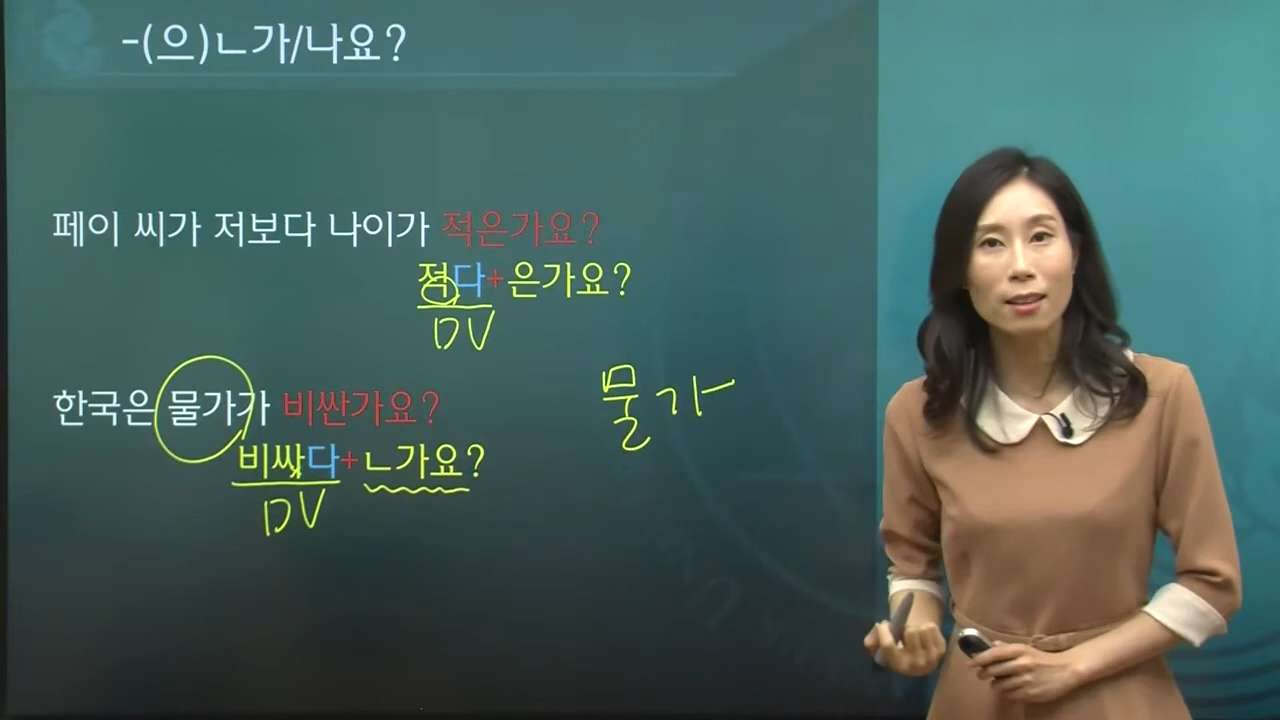 -(으)ㄴ가/나요?
페이 씨가 저보다 나이가 적은가요?
적다+은가요?
DV
한국은 물가가 비싼가요?
물가
비싸다+ㄴ가요?
DV